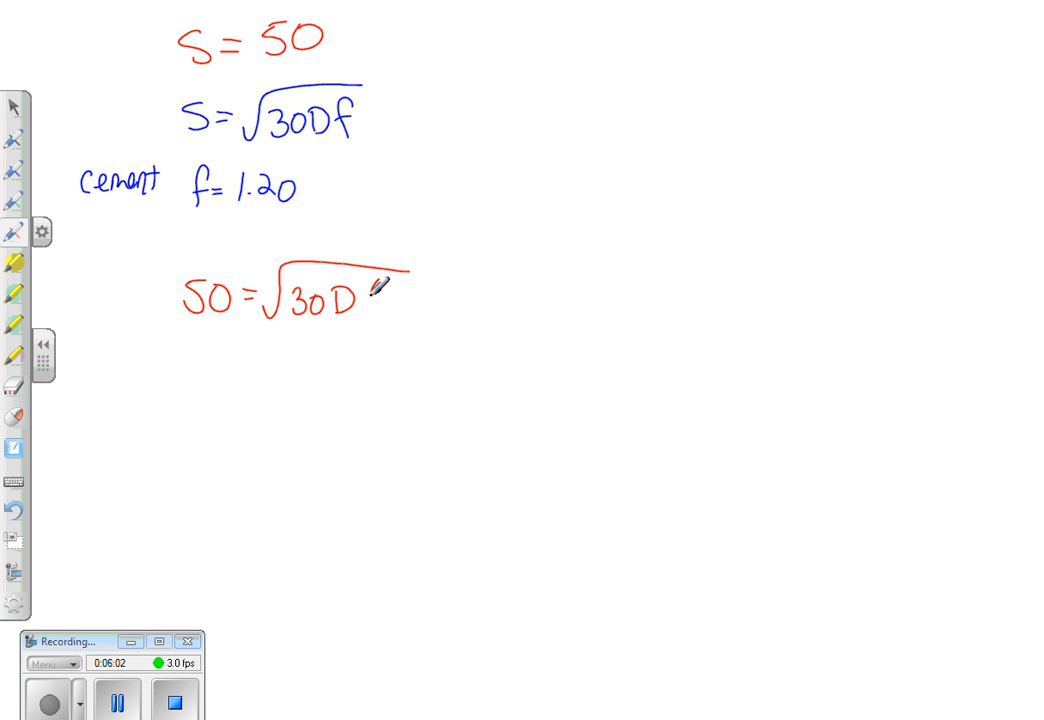 S = 50
S = √30Df
cement f = 1.20
50 = √30D
Recording...
Menu
0:06:02
3.0 fps